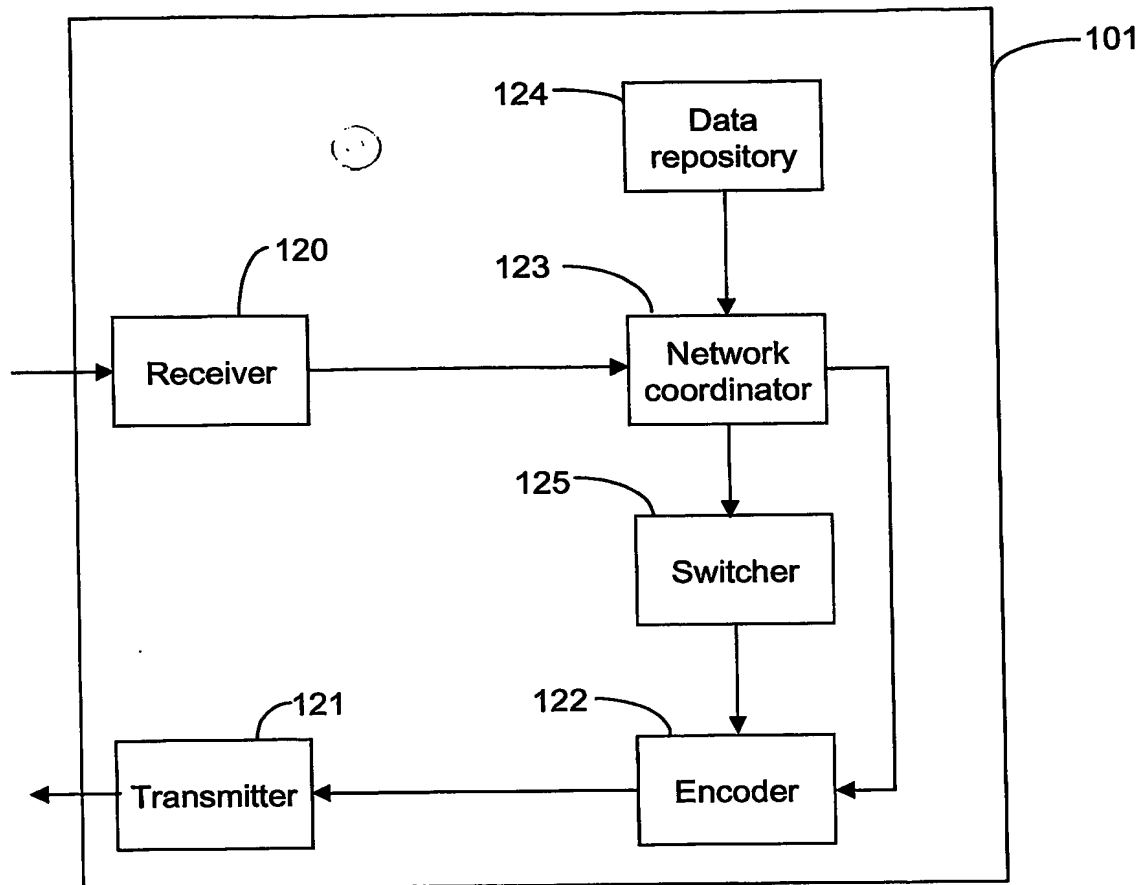 101
124
Data
repository
120
123
Receiver
Network
coordinator
125
Switcher
121
122
Transmitter
Encoder